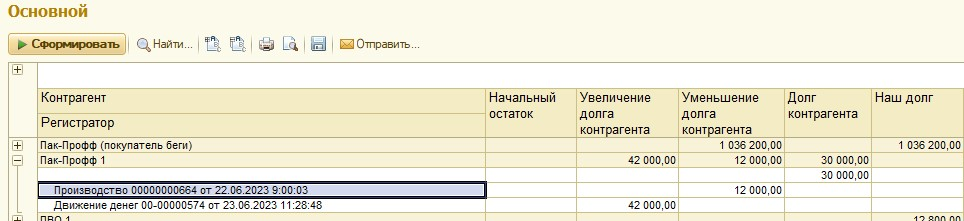 Основной
Сформировать Найти... Отправить...
Контрагент Начальный остаток Увеличение долга контрагента Уменьшение долга контрагента Долг контрагента Наш долг
Регистратор
Пак-Профф (покупатель беги) 1 036 200,00 1 036 200,00
Пак-Профф 1 42 000,00 12 000,00 30 000,00
30 000,00
Производство 00000000664 от 22.06.2023 9:00:03 12 000,00
Движение денег 00-00000574 от 23.06.2023 11:28:48 42 000,00
ПВО 1 12 800,00